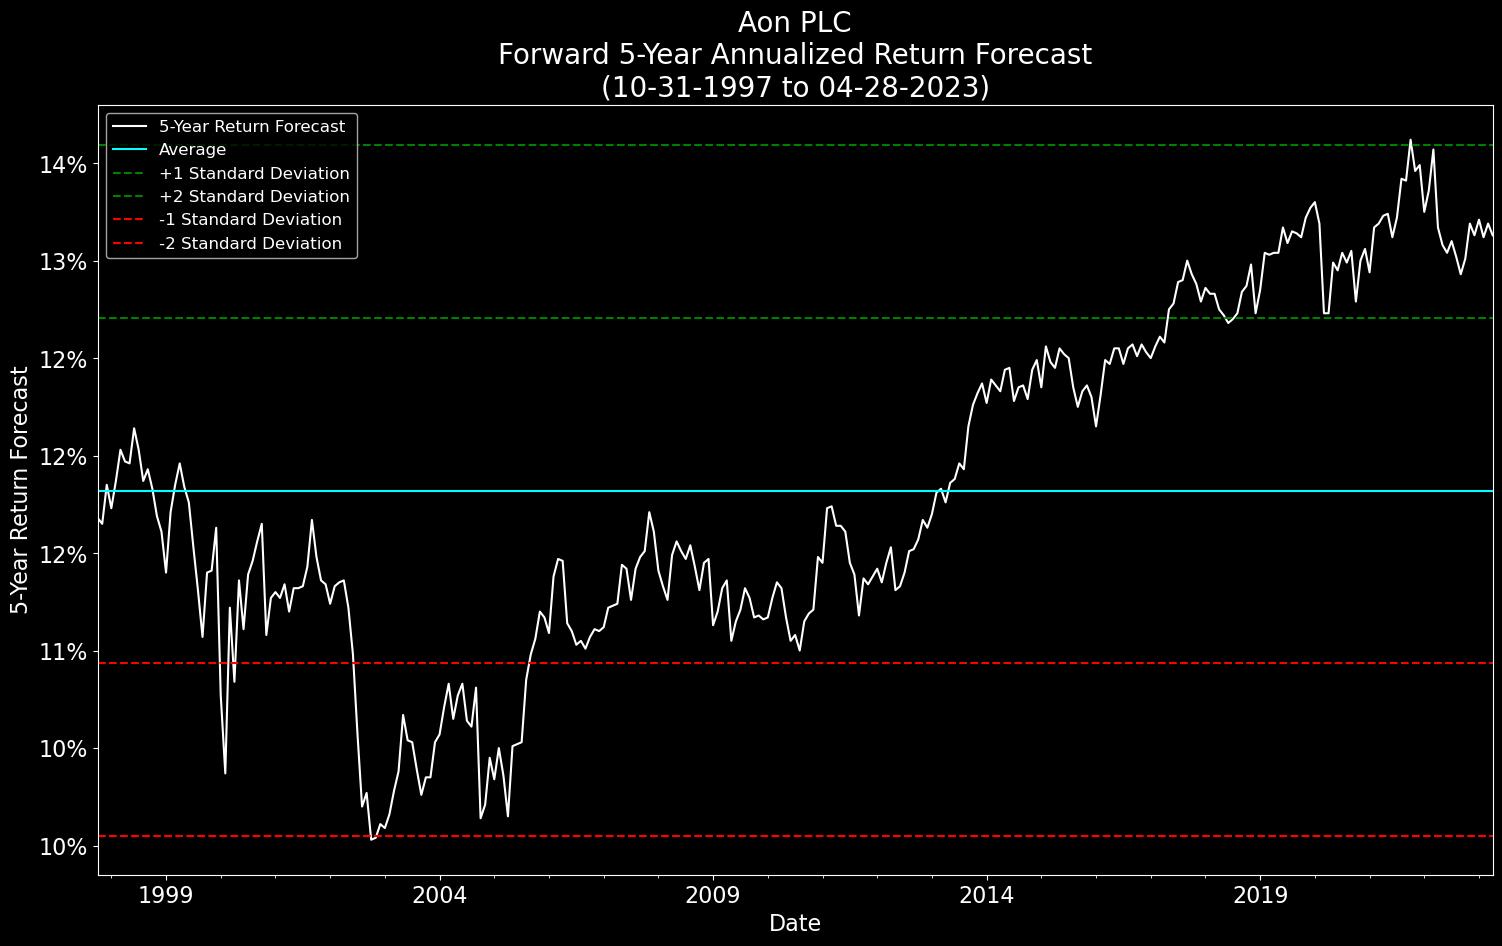 Aon PLC
Forward 5-Year Annualized Return Forecast
(10-31-1997 to 04-28-2023)
5-Year Return Forecast
Average
+1 Standard Deviation
+2 Standard Deviation
-1 Standard Deviation
-2 Standard Deviation
14%
13%
12%
12%
12%
11%
10%
10%
5-Year Return Forecast
1999
2004
2009
2014
2019
Date